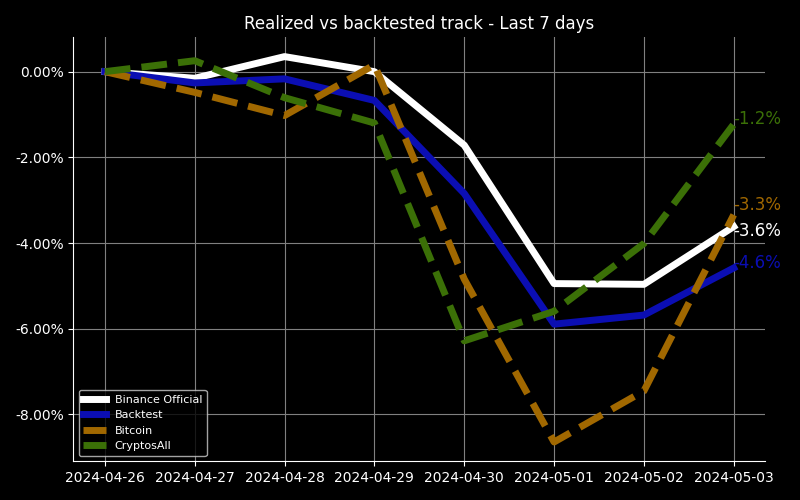 Realized vs backtested track - Last 7 days
0.00%
-2.00%
-4.00%
-6.00%
-8.00%
-1.2%
-3.3%
-3.6%
-4.6%
Binance Official
Backtest
Bitcoin
CryptosAll
2024-04-26 2024-04-27 2024-04-28 2024-04-29 2024-04-30 2024-05-01 2024-05-02 2024-05-03